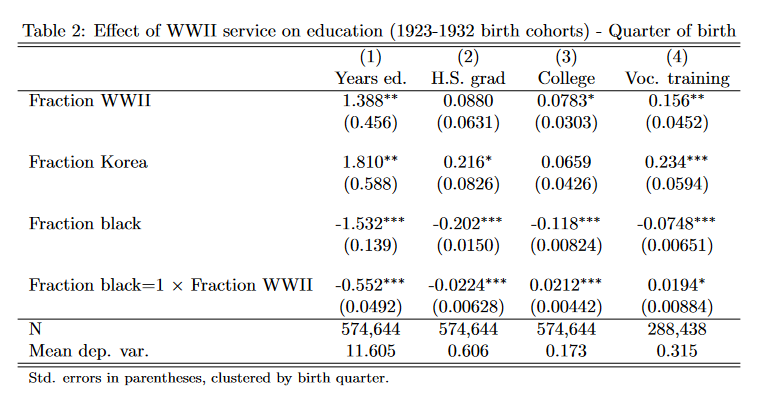 Table 2: Effect of WWII service on education (1923-1932 birth cohorts) - Quarter of birth
(1) (2) (3) (4)
Years ed. H.S. grad College Voc. training
Fraction WWII 1.388** 0.0880 0.0783* 0.156**
(0.456) (0.0631) (0.0303) (0.0452)
Fraction Korea 1.810** 0.216* 0.0659 0.234***
(0.588) (0.0826) (0.0426) (0.0594)
Fraction black -1.532*** -0.202*** -0.118*** -0.0748***
(0.139) (0.0150) (0.00824) (0.00651)
Fraction black=1 × Fraction WWII -0.552*** -0.0224*** 0.0212*** 0.0194*
(0.0492) (0.00628) (0.00442) (0.00884)
N 574,644 574,644 574,644 288,438
Mean dep. var. 11.605 0.606 0.173 0.315
Std. errors in parentheses, clustered by birth quarter.